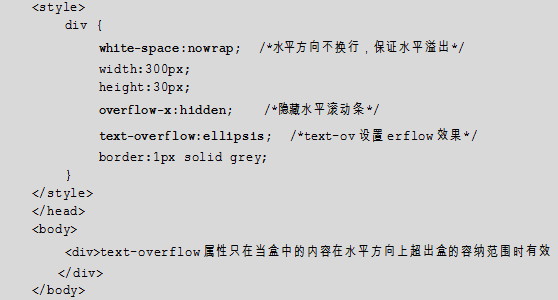 <style>
div {
white-space:nowrap; /*水平方向不换行，保证水平溢出*/
width:300px;
height:30px;
overflow-x:hidden; /*隐藏水平滚动条*/
text-overflow:ellipsis; /*text-ov设置erflow效果*/
border:1px solid grey;
}
</style>
</head>
<body>
<div>text-overflow属性只在当盒中的内容在水平方向上超出盒的容纳范围时有效
</div>
</body>